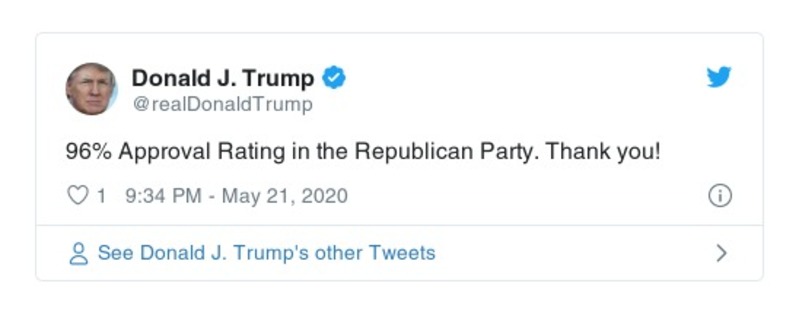 Donald J. Trump
@realDonaldTrump
96% Approval Rating in the Republican Party. Thank you!
1 9:34 PM - May 21, 2020
See Donald J. Trump's other Tweets